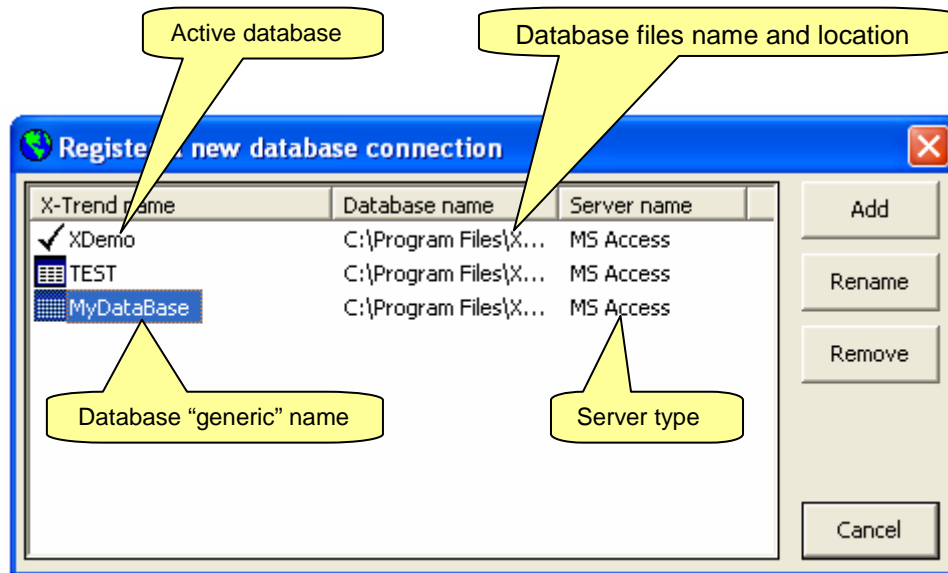 Active database
Database files name and location
Register a new database connection
X-Trend name Database name Server name
XDemo C:\Program Files\X... MS Access
TEST C:\Program Files\X... MS Access
MyDataBase C:\Program Files\X... MS Access
Add
Rename
Remove
Database “generic” name
Server type
Cancel